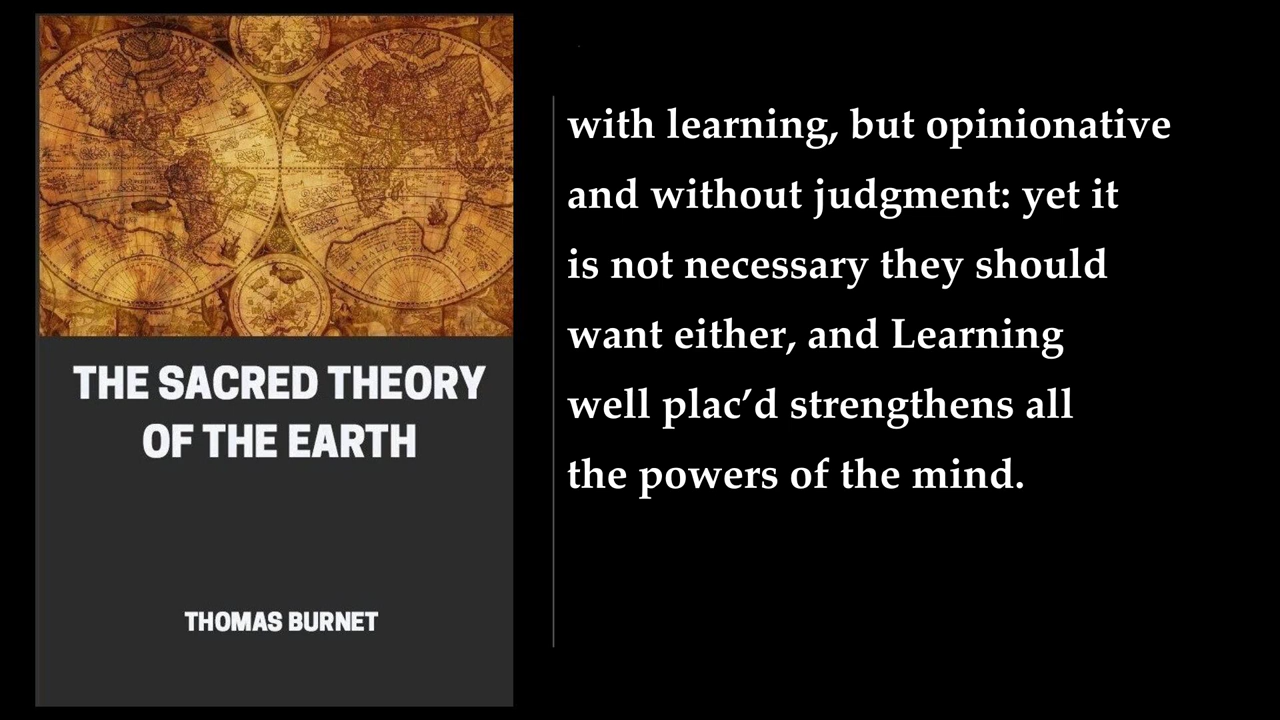 THE SACRED THEORY
OF THE EARTH
THOMAS BURNET
with learning, but opinionative
and without judgment: yet it
is not necessary they should
want either, and Learning
well plac’d strengthens all
the powers of the mind.